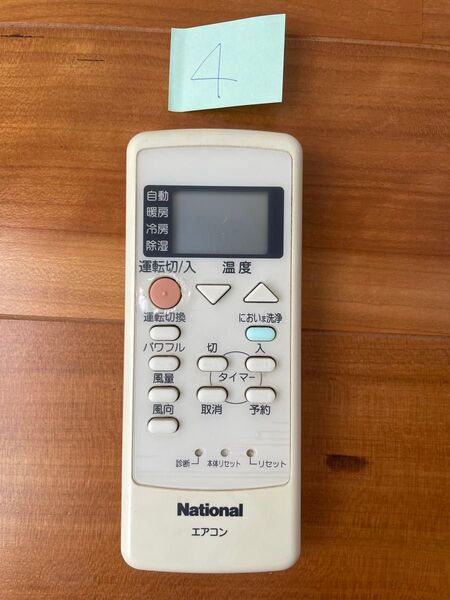 4
自動
暖房
冷房
除湿
運転切/入 温度
運転切換 においま洗浄
パワフル 切 入
風量 タイマー
風向 取消 予約
診断 本体リセット リセット
National
エアコン